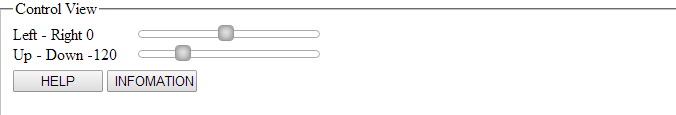 Control View
Left - Right 0
Up - Down -120
HELP INFOMATION